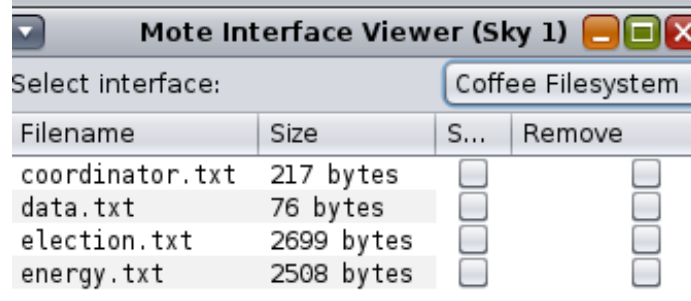 Mote Interface Viewer (Sky 1)
Select interface: Coffee Filesystem
Filename Size S... Remove
coordinator.txt 217 bytes
data.txt 76 bytes
election.txt 2699 bytes
energy.txt 2508 bytes